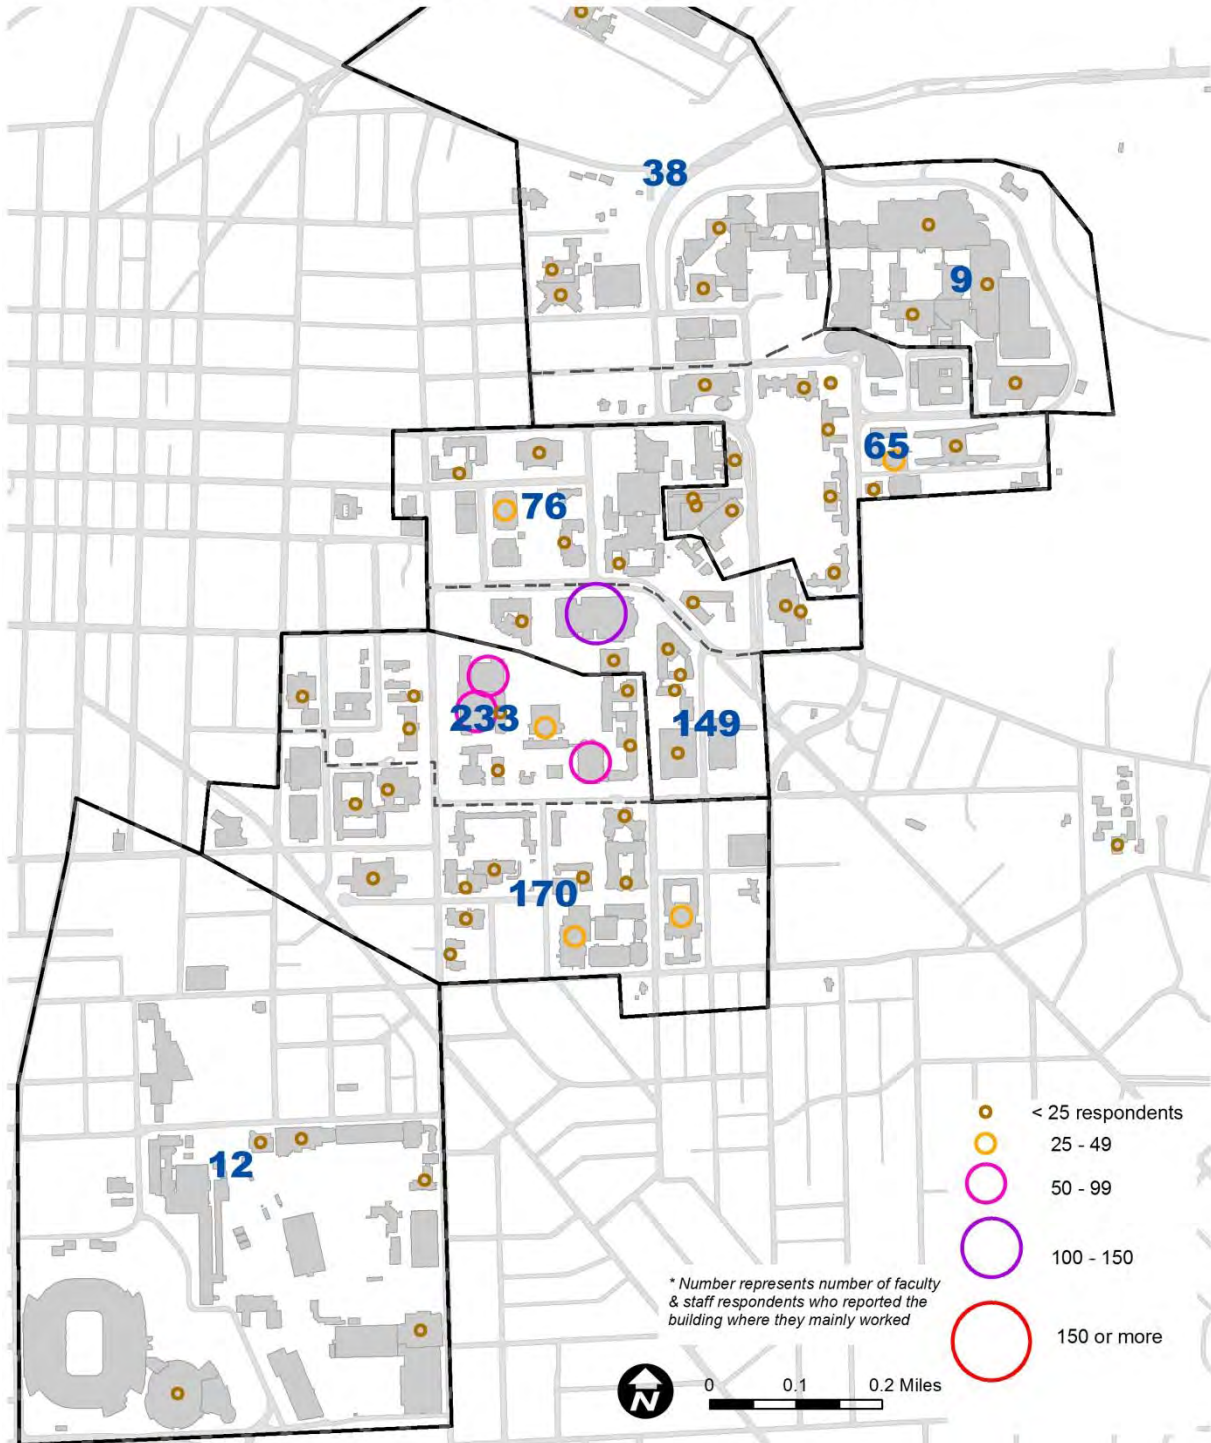 38
9
65
76
233
149
170
12
< 25 respondents
25 - 49
50 - 99
100 - 150
150 or more
* Number represents number of faculty
& staff respondents who reported the
building where they mainly worked
N
0 0.1 0.2 Miles